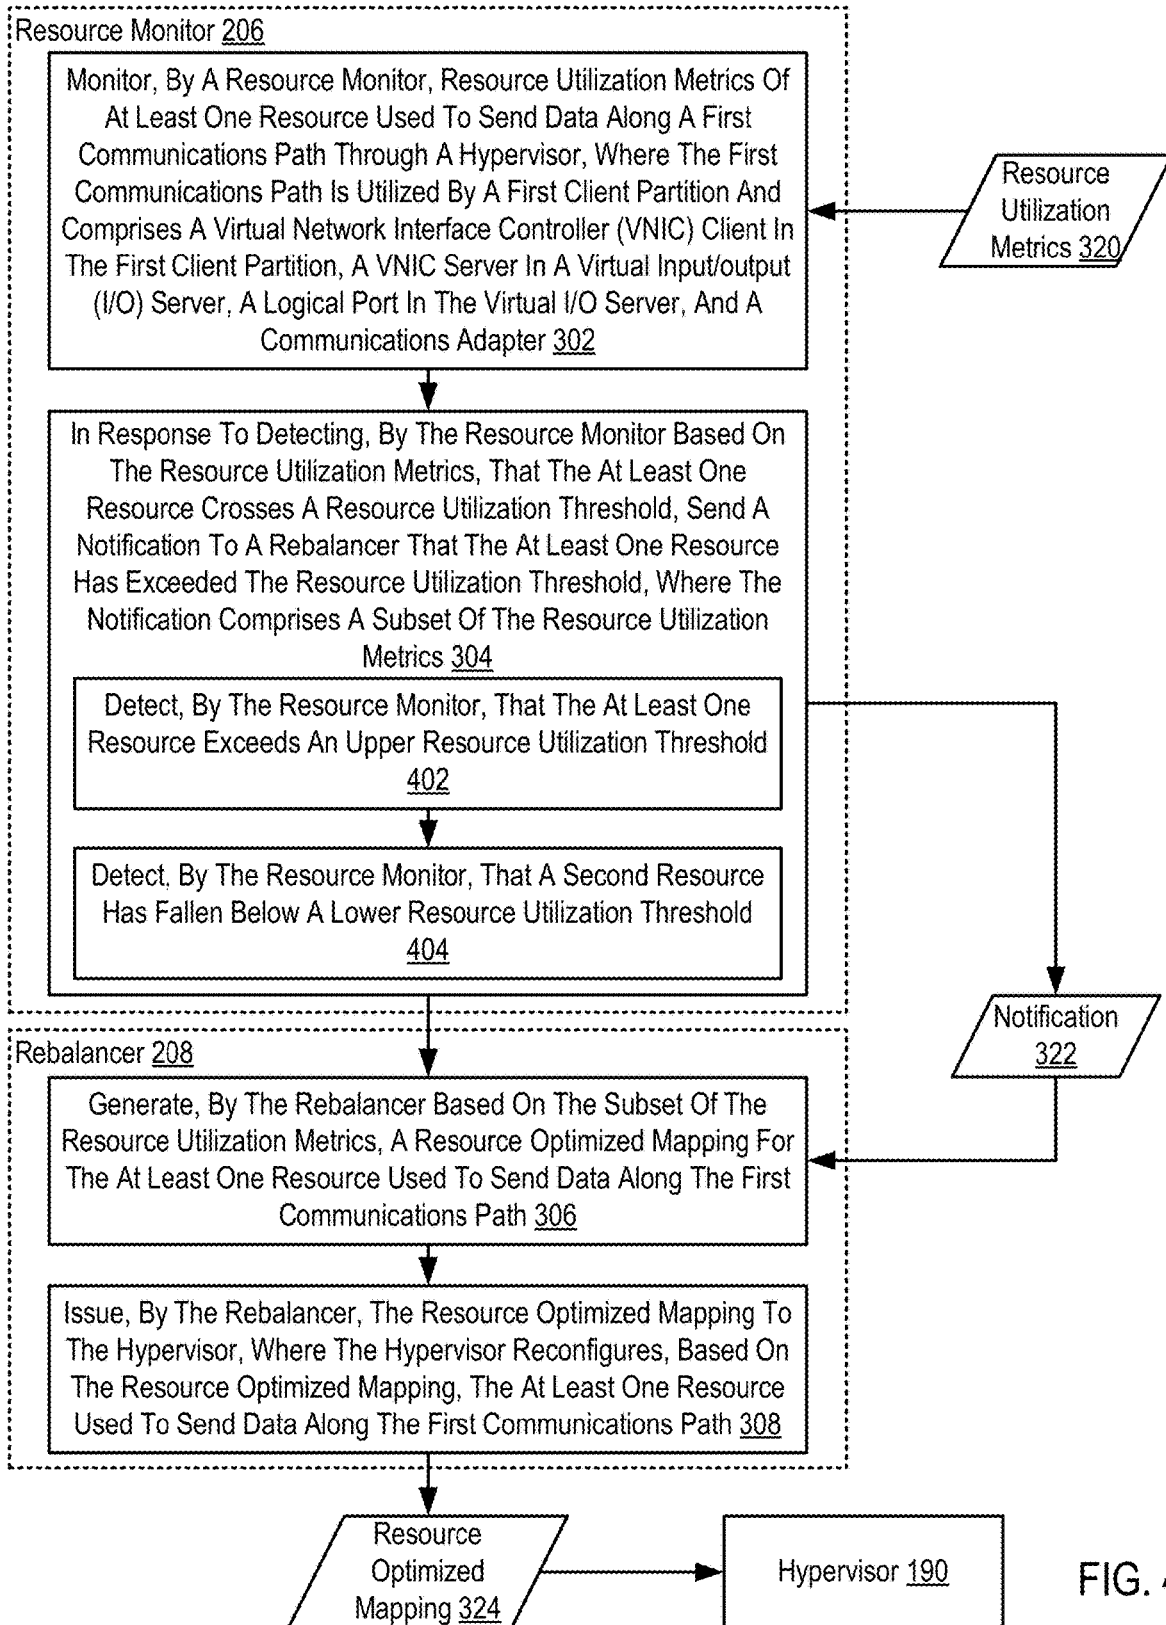 Resource Monitor 206
Monitor, By A Resource Monitor, Resource Utilization Metrics Of
At Least One Resource Used To Send Data Along A First
Communications Path Through A Hypervisor, Where The First
Communications Path Is Utilized By A First Client Partition And
Comprises A Virtual Network Interface Controller (VNIC) Client In
The First Client Partition, A VNIC Server In A Virtual Input/output
(I/O) Server, A Logical Port In The Virtual I/O Server, And A
Communications Adapter 302
Resource
Utilization
Metrics 320
In Response To Detecting, By The Resource Monitor Based On
The Resource Utilization Metrics, That The At Least One
Resource Crosses A Resource Utilization Threshold, Send A
Notification To A Rebalancer That The At Least One Resource
Has Exceeded The Resource Utilization Threshold, Where The
Notification Comprises A Subset Of The Resource Utilization
Metrics 304
Detect, By The Resource Monitor, That The At Least One
Resource Exceeds An Upper Resource Utilization Threshold
402
Detect, By The Resource Monitor, That A Second Resource
Has Fallen Below A Lower Resource Utilization Threshold
404
Notification
322
Rebalancer 208
Generate, By The Rebalancer Based On The Subset Of The
Resource Utilization Metrics, A Resource Optimized Mapping For
The At Least One Resource Used To Send Data Along The First
Communications Path 306
Issue, By The Rebalancer, The Resource Optimized Mapping To
The Hypervisor, Where The Hypervisor Reconfigures, Based On
The Resource Optimized Mapping, The At Least One Resource
Used To Send Data Along The First Communications Path 308
Resource
Optimized
Mapping 324
Hypervisor 190
FIG.